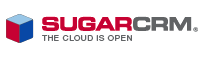 SUGARCRM®
THE CLOUD IS OPEN